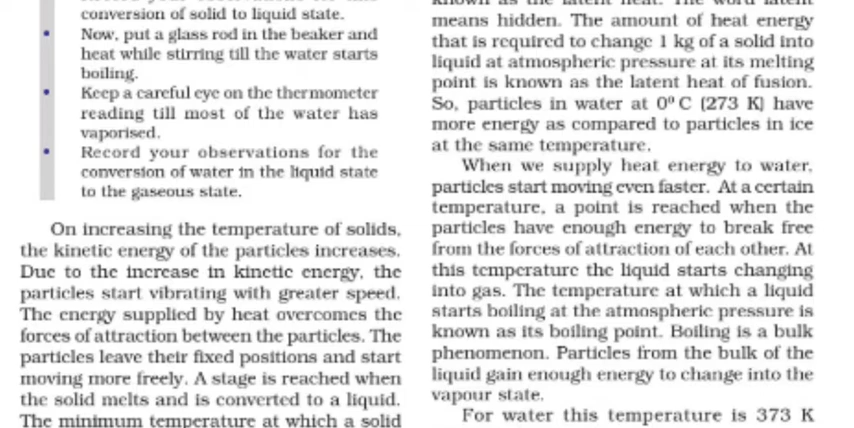 conversion of solid to liquid state.
• Now, put a glass rod in the beaker and
heat while stirring till the water starts
boiling.
• Keep a careful eye on the thermometer
reading till most of the water has
vaporised.
• Record your observations for the
conversion of water in the liquid state
to the gaseous state.
On increasing the temperature of solids,
the kinetic energy of the particles increases.
Due to the increase in kinetic energy, the
particles start vibrating with greater speed.
The energy supplied by heat overcomes the
forces of attraction between the particles. The
particles leave their fixed positions and start
moving more freely. A stage is reached when
the solid melts and is converted to a liquid.
The minimum temperature at which a solid
known as the latent heat. The word latent
means hidden. The amount of heat energy
that is required to change 1 kg of a solid into
liquid at atmospheric pressure at its melting
point is known as the latent heat of fusion.
So, particles in water at 0⁰ C (273 K) have
more energy as compared to particles in ice
at the same temperature.
When we supply heat energy to water,
particles start moving even faster. At a certain
temperature, a point is reached when the
particles have enough energy to break free
from the forces of attraction of each other. At
this temperature the liquid starts changing
into gas. The temperature at which a liquid
starts boiling at the atmospheric pressure is
known as its boiling point. Boiling is a bulk
phenomenon. Particles from the bulk of the
liquid gain enough energy to change into the
vapour state.
For water this temperature is 373 K